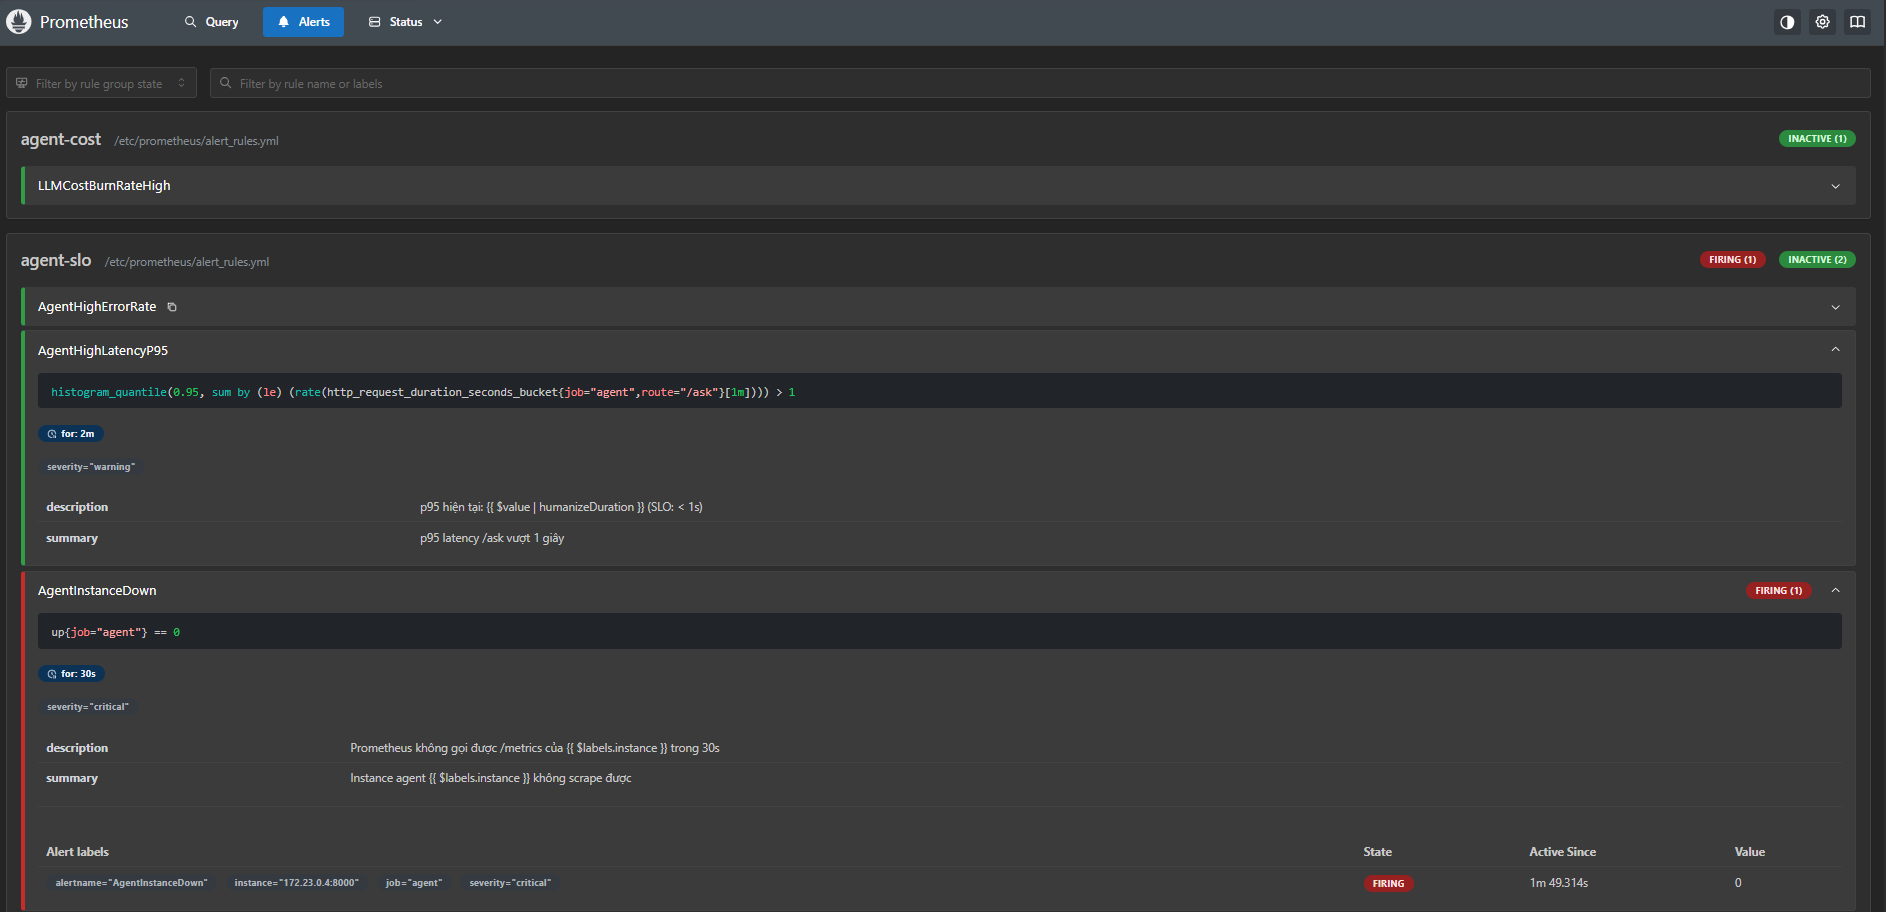 Prometheus
Query
Alerts
Status
Filter by rule group state
Filter by rule name or labels
agent-cost /etc/prometheus/alert_rules.yml
INACTIVE (1)
LLMCostBurnRateHigh
agent-slo /etc/prometheus/alert_rules.yml
FIRING (1)
INACTIVE (2)
AgentHighErrorRate
AgentHighLatencyP95
histogram_quantile(0.95, sum by (le) (rate(http_request_duration_seconds_bucket{job="agent",route="/ask"}[1m]))) > 1
for: 2m
severity="warning"
description p95 hiện tại: {{ $value | humanizeDuration }} (SLO: < 1s)
summary p95 latency /ask vượt 1 giây
AgentInstanceDown
FIRING (1)
up{job="agent"} == 0
for: 30s
severity="critical"
description Prometheus không gọi được /metrics của {{ $labels.instance }} trong 30s
summary Instance agent {{ $labels.instance }} không scrape được
Alert labels State Active Since Value
alertname="AgentInstanceDown" instance="172.23.0.4:8000" job="agent" severity="critical" FIRING 1m 49.314s 0